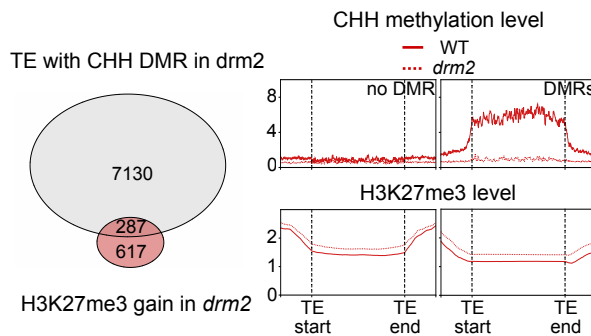 TE with CHH DMR in drm2
7130
287
617
H3K27me3 gain in drm2
CHH methylation level
WT
drm2
no DMR
DMRs
8
4
0
H3K27me3 level
2
1
0
TE
start
TE
end
TE
start
TE
end